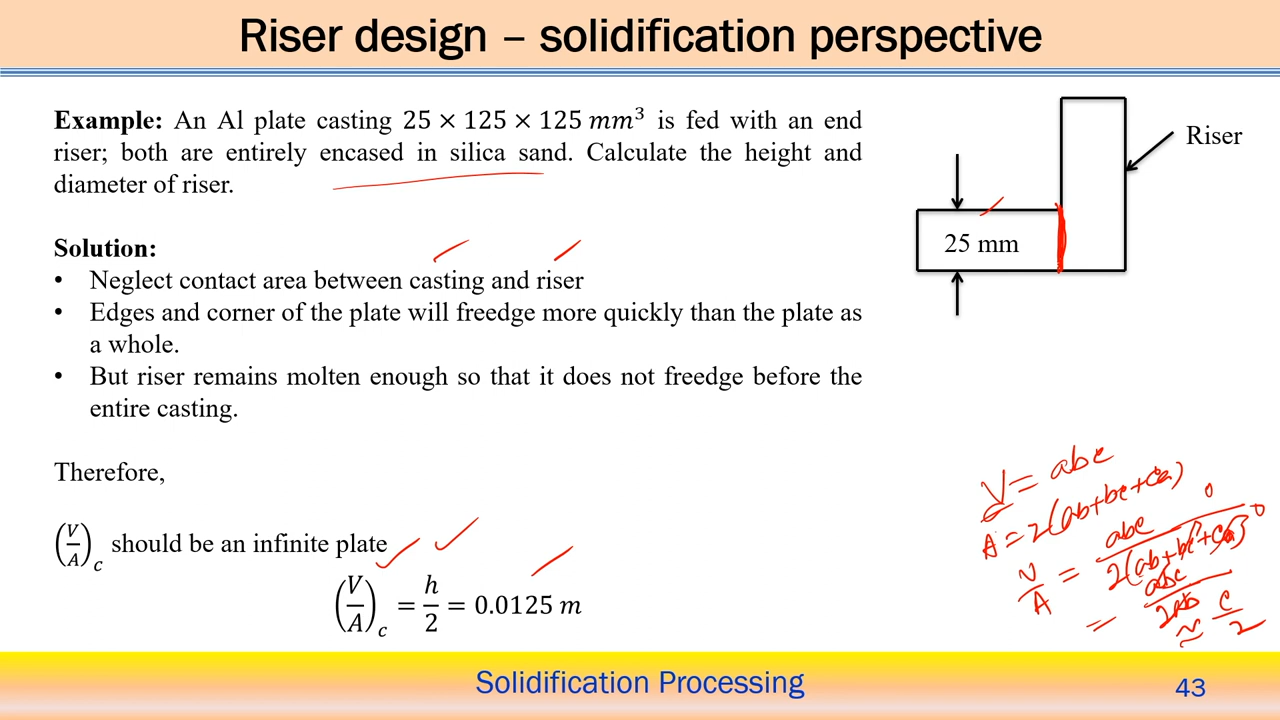 Riser design – solidification perspective
Example: An Al plate casting 25 × 125 × 125 mm³ is fed with an end
riser; both are entirely encased in silica sand. Calculate the height and
diameter of riser.
Solution:
• Neglect contact area between casting and riser
• Edges and corner of the plate will freedge more quickly than the plate as
a whole.
• But riser remains molten enough so that it does not freedge before the
entire casting.
Therefore,
(V/A)c should be an infinite plate
(V/A)c = h/2 = 0.0125 m
Riser
25 mm
V = abc
A = 2(ab+bc+ca)
V/A = abc/2(ab+bc+ca) 0 0
= abc/2ab
≈ c/2
Solidification Processing
43